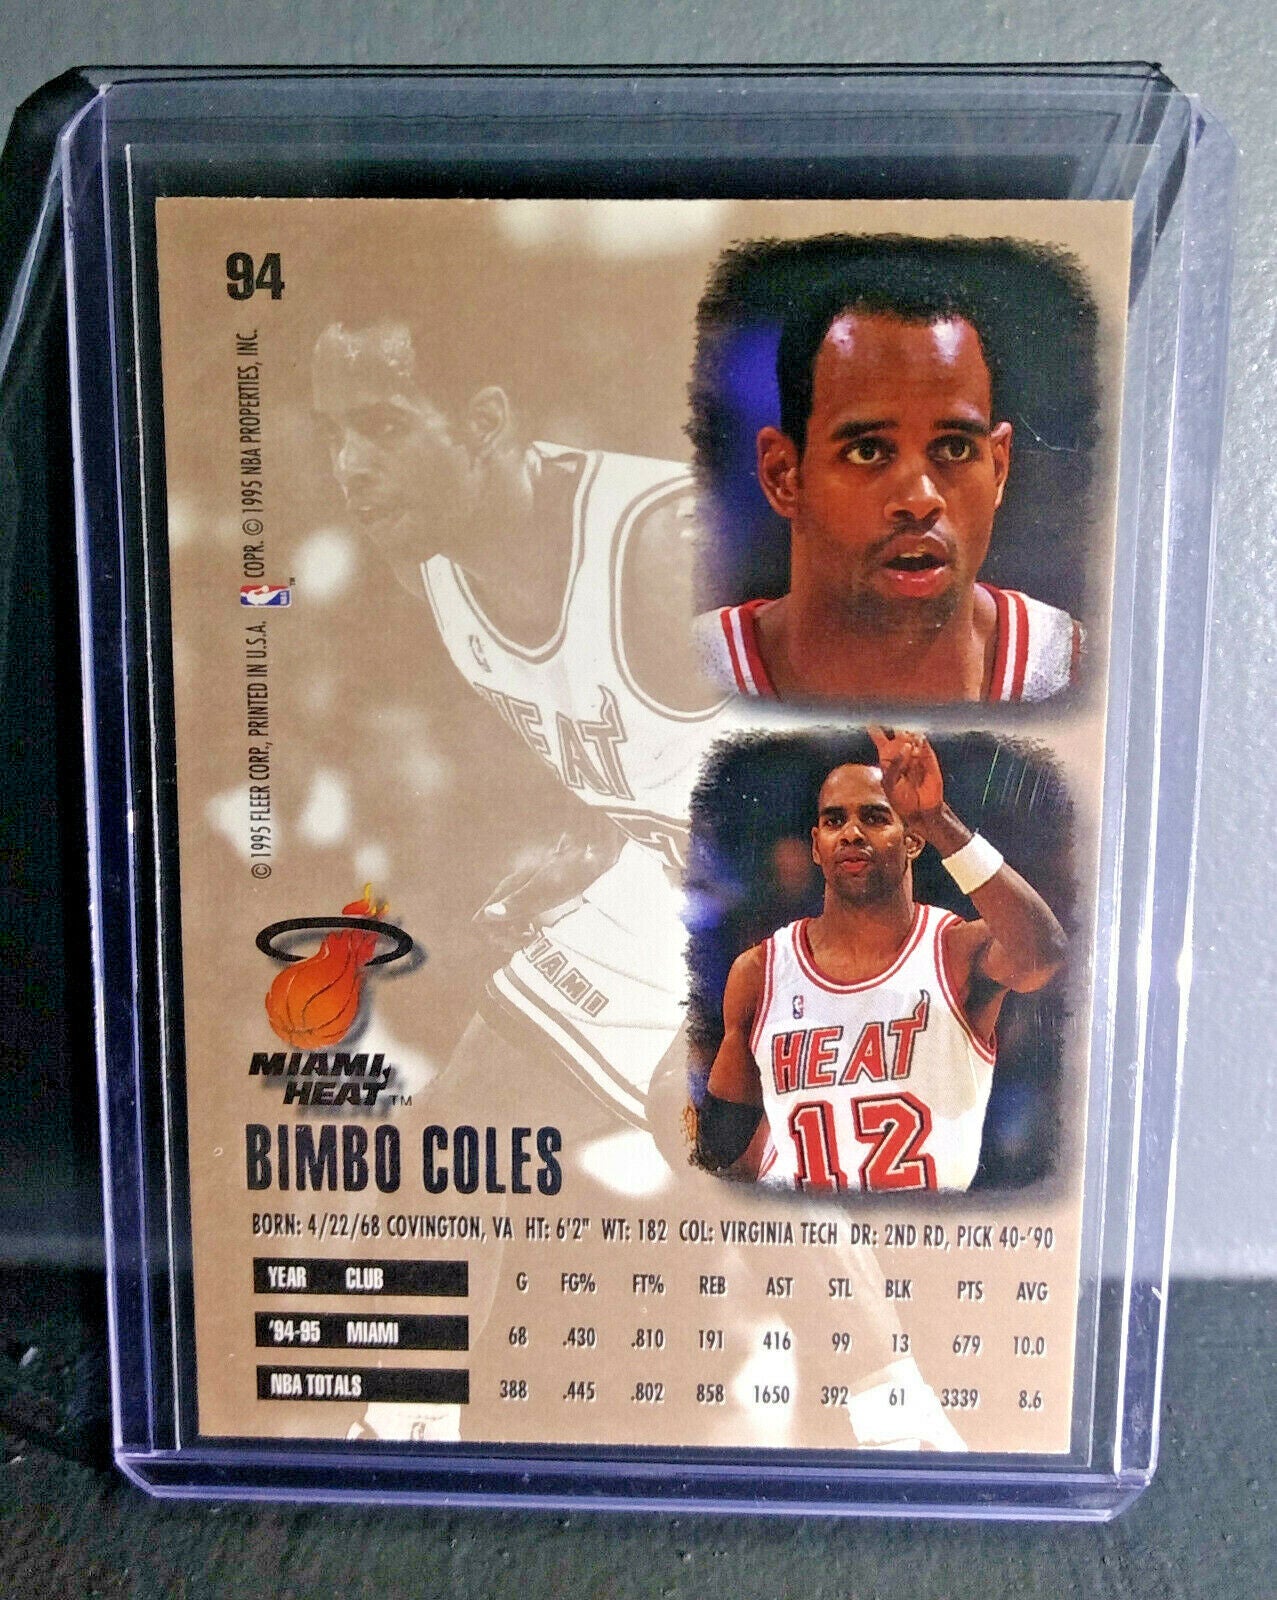 94
© 1995 FLEER CORP., PRINTED IN U.S.A. NBA ™ COPR. © 1995 NBA PROPERTIES, INC.
HEAT
MIAMI
HEAT
12
MIAMI
HEAT™
BIMBO COLES
BORN: 4/22/68 COVINGTON, VA HT: 6'2" WT: 182 COL: VIRGINIA TECH DR: 2ND RD, PICK 40-'90
YEAR CLUB G FG% FT% REB AST STL BLK PTS AVG
'94-95 MIAMI 68 .430 .810 191 416 99 13 679 10.0
NBA TOTALS 388 .445 .802 858 1650 392 61 3339 8.6